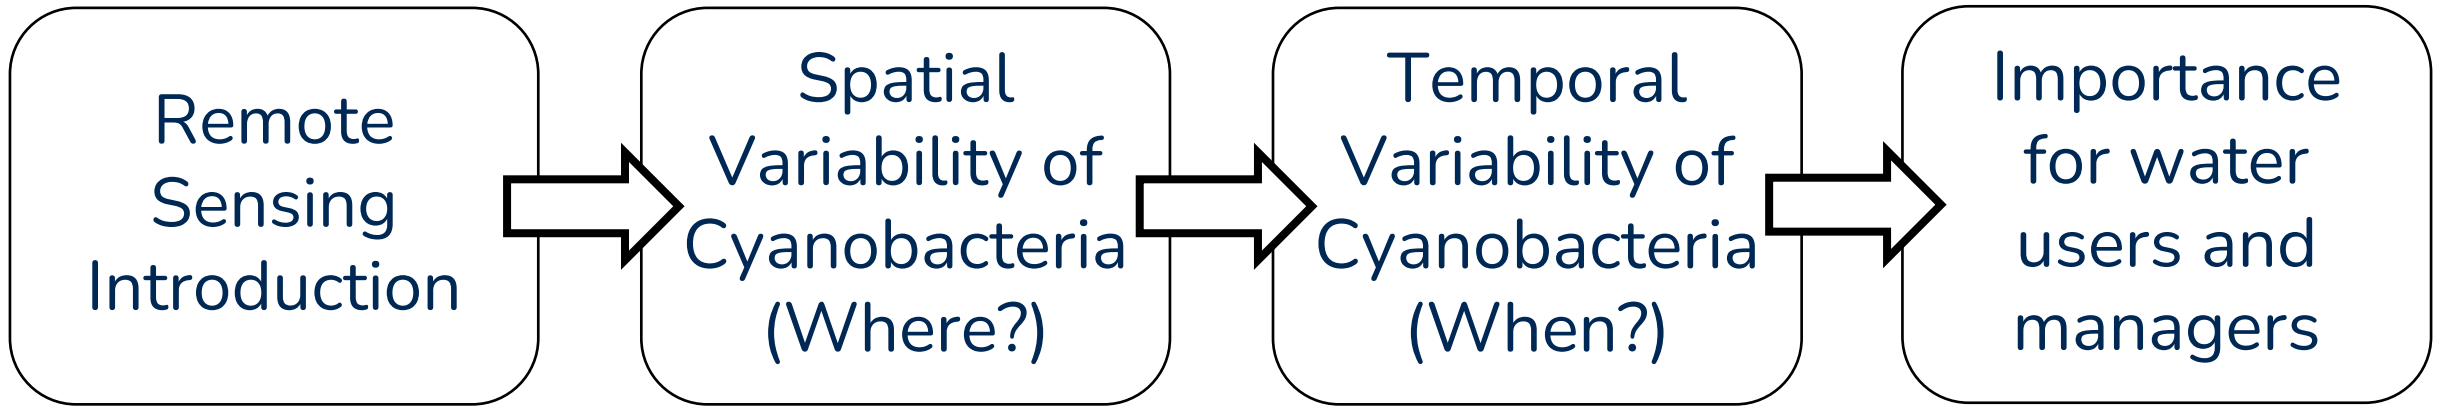 Remote
Sensing
Introduction
Spatial
Variability of
Cyanobacteria
(Where?)
Temporal
Variability of
Cyanobacteria
(When?)
Importance
for water
users and
managers